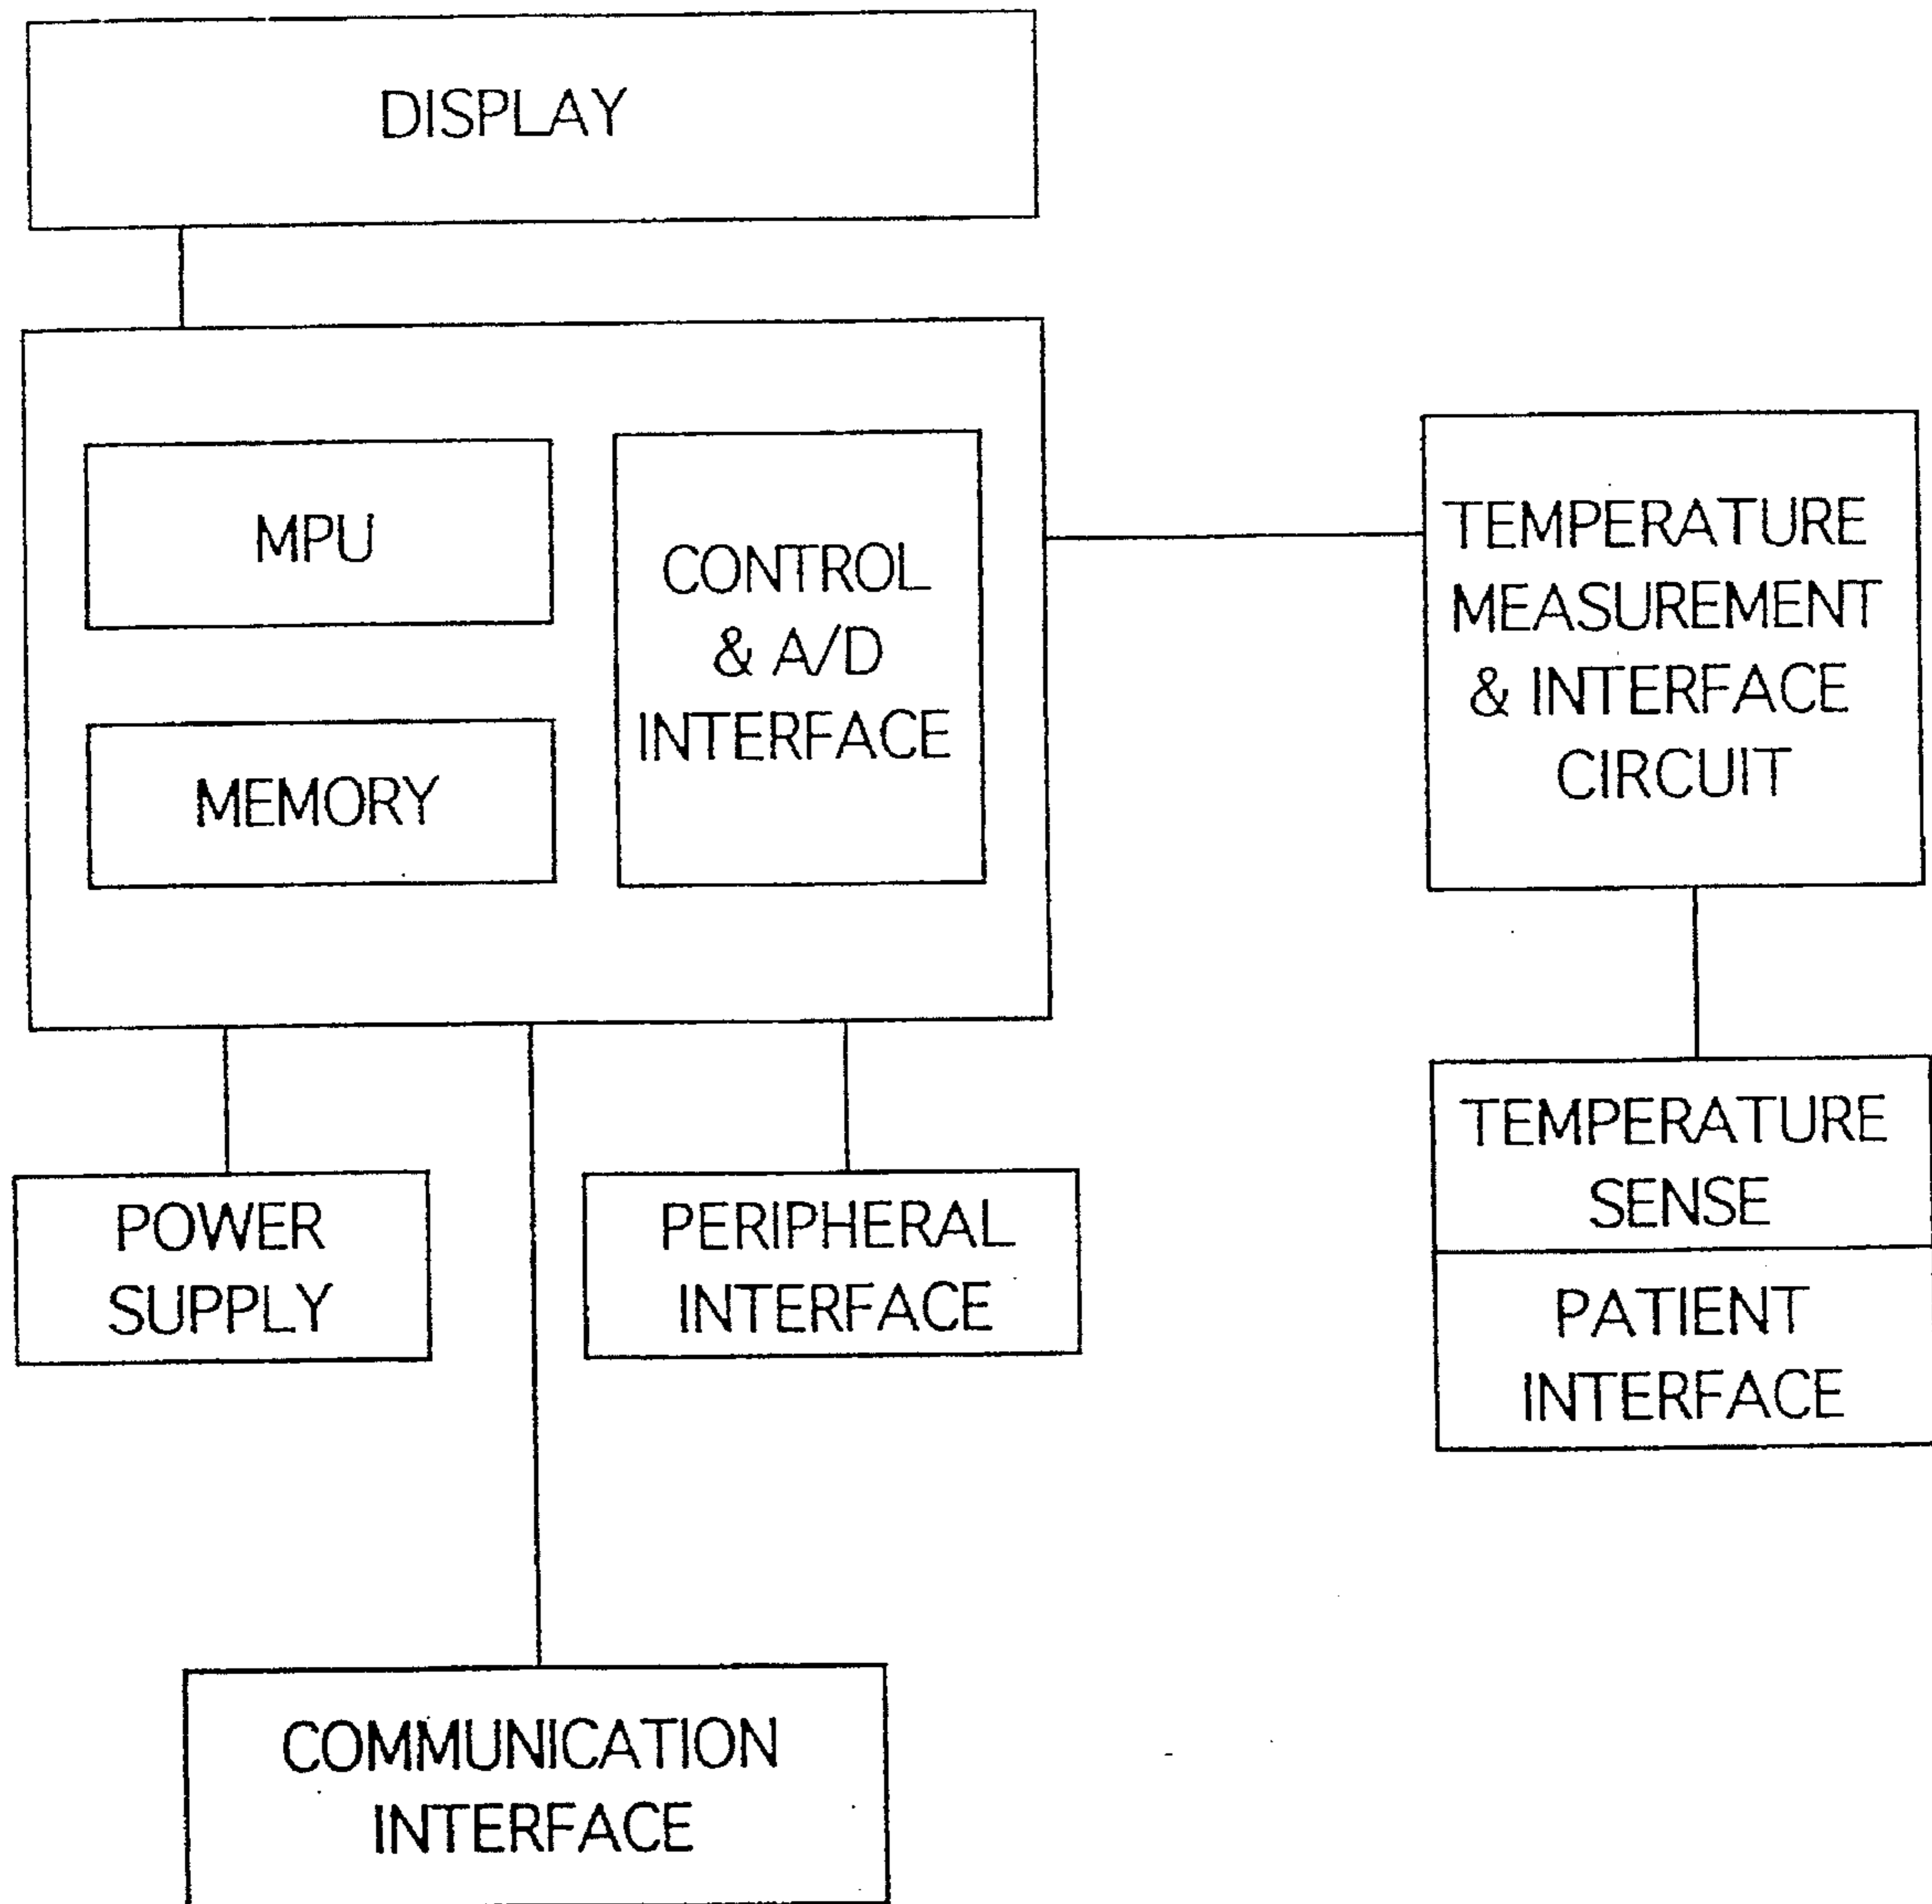 DISPLAY
MPU
MEMORY
CONTROL
& A/D
INTERFACE
TEMPERATURE
MEASUREMENT
& INTERFACE
CIRCUIT
TEMPERATURE
SENSE
PATIENT
INTERFACE
POWER
SUPPLY
PERIPHERAL
INTERFACE
COMMUNICATION
INTERFACE